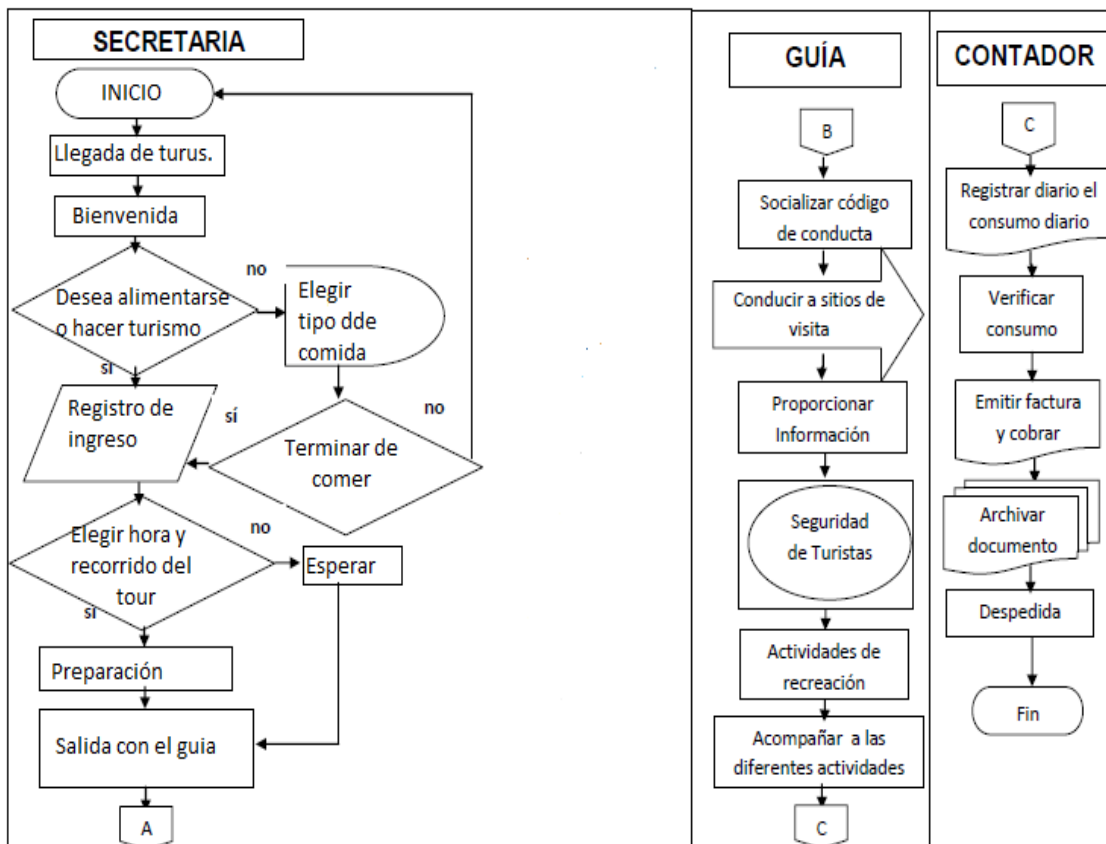 SECRETARIA
INICIO
Llegada de turus.
Bienvenida
Desea alimentarse
o hacer turismo
no
Elegir
tipo dde
comida
sí
Registro de
ingreso
sí
Terminar de
comer
no
Elegir hora y
recorrido del
tour
no
Esperar
sí
Preparación
Salida con el guia
A
GUÍA
B
Socializar código
de conducta
Conducir a sitios de
visita
Proporcionar
Información
Seguridad
de Turistas
Actividades de
recreación
Acompañar a las
diferentes actividades
C
CONTADOR
C
Registrar diario el
consumo diario
Verificar
consumo
Emitir factura
y cobrar
Archivar
documento
Despedida
Fin